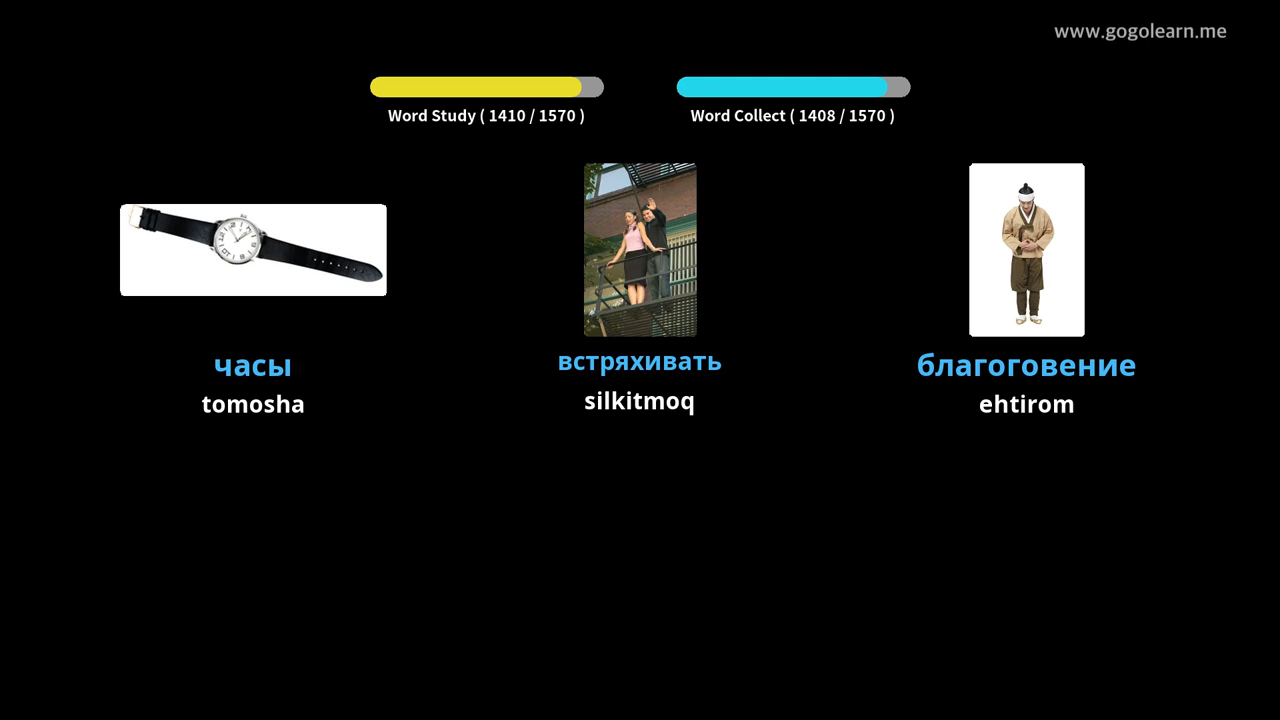 www.gogolearn.me
Word Study ( 1410 / 1570 )
Word Collect ( 1408 / 1570 )
часы
tomosha
встряхивать
silkitmoq
благоговение
ehtirom